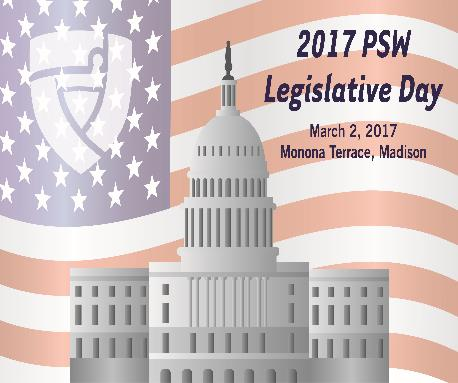 2017 PSW
Legislative Day
March 2, 2017
Monona Terrace, Madison